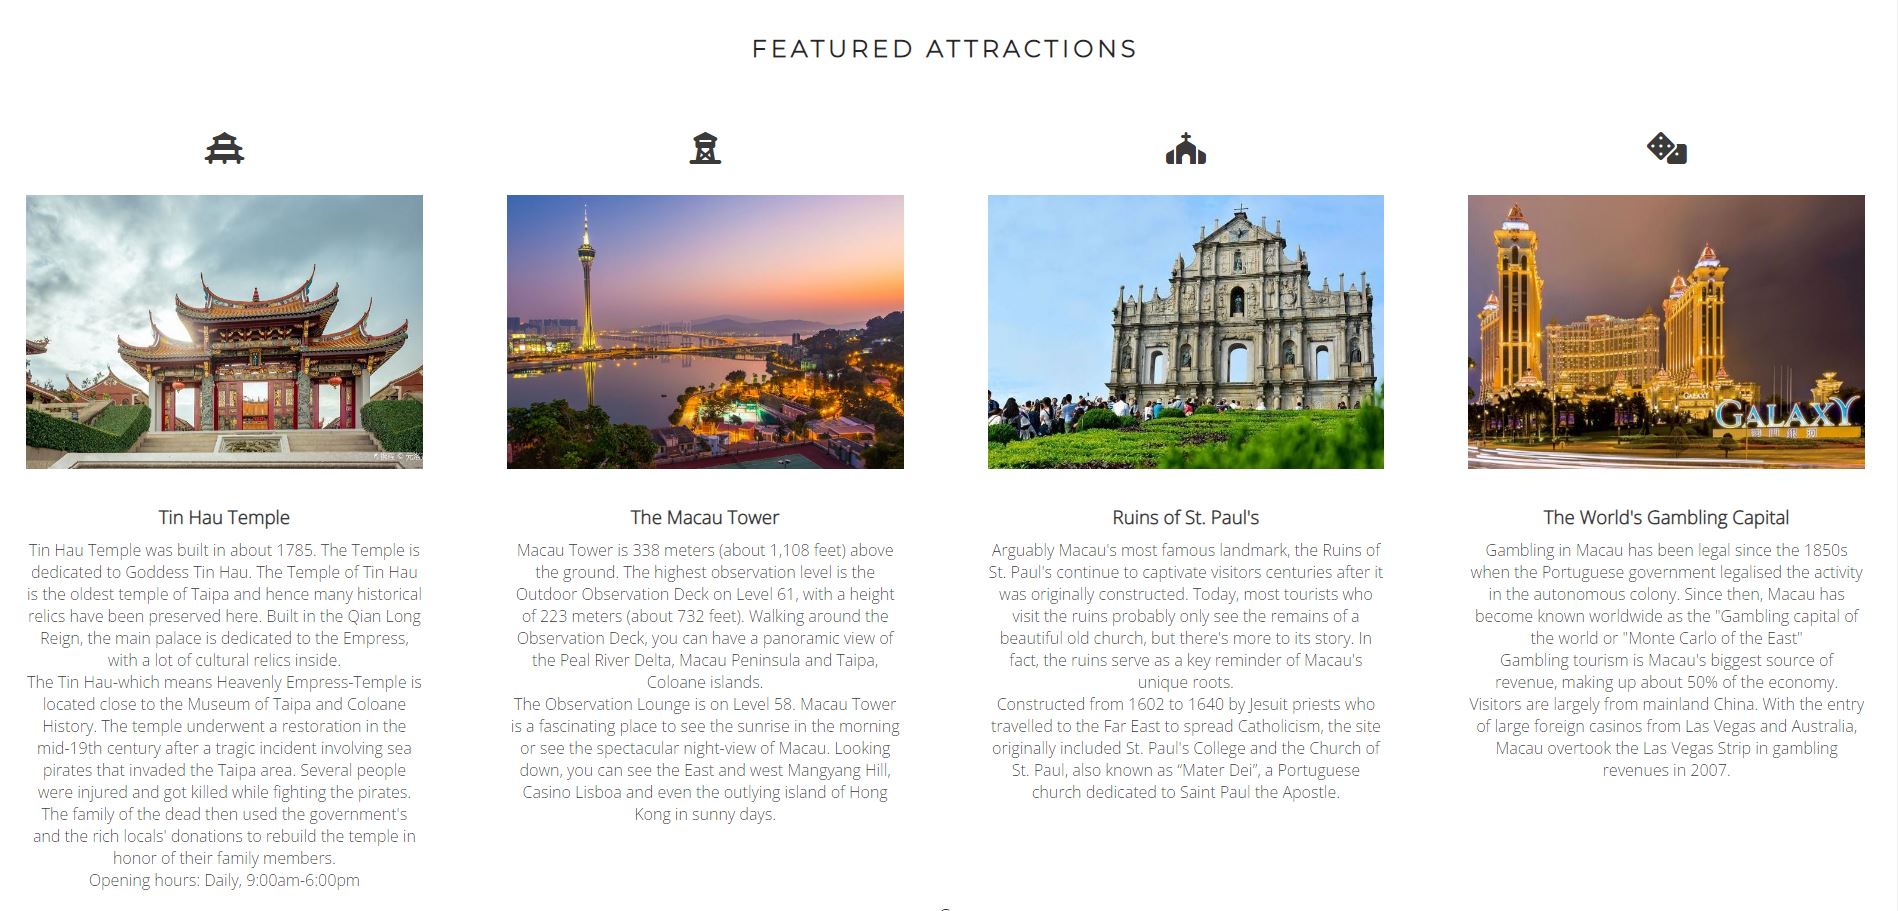 FEATURED ATTRACTIONS
GALAXY
GALAXY
Tin Hau Temple
Tin Hau Temple was built in about 1785. The Temple is
dedicated to Goddess Tin Hau. The Temple of Tin Hau
is the oldest temple of Taipa and hence many historical
relics have been preserved here. Built in the Qian Long
Reign, the main palace is dedicated to the Empress,
with a lot of cultural relics inside.
The Tin Hau-which means Heavenly Empress-Temple is
located close to the Museum of Taipa and Coloane
History. The temple underwent a restoration in the
mid-19th century after a tragic incident involving sea
pirates that invaded the Taipa area. Several people
were injured and got killed while fighting the pirates.
The family of the dead then used the government's
and the rich locals' donations to rebuild the temple in
honor of their family members.
Opening hours: Daily, 9:00am-6:00pm
The Macau Tower
Macau Tower is 338 meters (about 1,108 feet) above
the ground. The highest observation level is the
Outdoor Observation Deck on Level 61, with a height
of 223 meters (about 732 feet). Walking around the
Observation Deck, you can have a panoramic view of
the Peal River Delta, Macau Peninsula and Taipa,
Coloane islands.
The Observation Lounge is on Level 58. Macau Tower
is a fascinating place to see the sunrise in the morning
or see the spectacular night-view of Macau. Looking
down, you can see the East and west Mangyang Hill,
Casino Lisboa and even the outlying island of Hong
Kong in sunny days.
Ruins of St. Paul's
Arguably Macau's most famous landmark, the Ruins of
St. Paul's continue to captivate visitors centuries after it
was originally constructed. Today, most tourists who
visit the ruins probably only see the remains of a
beautiful old church, but there's more to its story. In
fact, the ruins serve as a key reminder of Macau's
unique roots.
Constructed from 1602 to 1640 by Jesuit priests who
travelled to the Far East to spread Catholicism, the site
originally included St. Paul's College and the Church of
St. Paul, also known as “Mater Dei”, a Portuguese
church dedicated to Saint Paul the Apostle.
The World's Gambling Capital
Gambling in Macau has been legal since the 1850s
when the Portuguese government legalised the activity
in the autonomous colony. Since then, Macau has
become known worldwide as the "Gambling capital of
the world or "Monte Carlo of the East"
Gambling tourism is Macau's biggest source of
revenue, making up about 50% of the economy.
Visitors are largely from mainland China. With the entry
of large foreign casinos from Las Vegas and Australia,
Macau overtook the Las Vegas Strip in gambling
revenues in 2007.